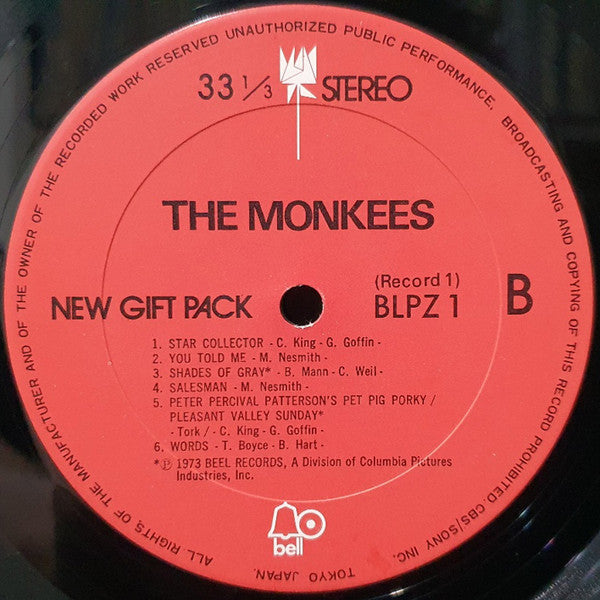 ALL RIGHTS OF THE MANUFACTURER AND OF THE OWNER OF THE RECORDED WORK RESERVED UNAUTHORIZED PUBLIC PERFORMANCE. BROADCASTING AND COPYING OF THIS RECORD PROHIBITED. CBS/SONY INC.
TOKYO JAPAN.
33 1/3 STEREO
THE MONKEES
NEW GIFT PACK
(Record 1)
BLPZ 1
B
1. STAR COLLECTOR - C. King - G. Goffin -
2. YOU TOLD ME - M. Nesmith -
3. SHADES OF GRAY* - B. Mann - C. Weil -
4. SALESMAN - M. Nesmith -
5. PETER PERCIVAL PATTERSON'S PET PIG PORKY /
PLEASANT VALLEY SUNDAY*
- Tork / - C. King - G. Goffin -
6. WORDS - T. Boyce - B. Hart -
*Ⓟ 1973 BEEL RECORDS, A Division of Columbia Pictures
Industries, Inc.
bell